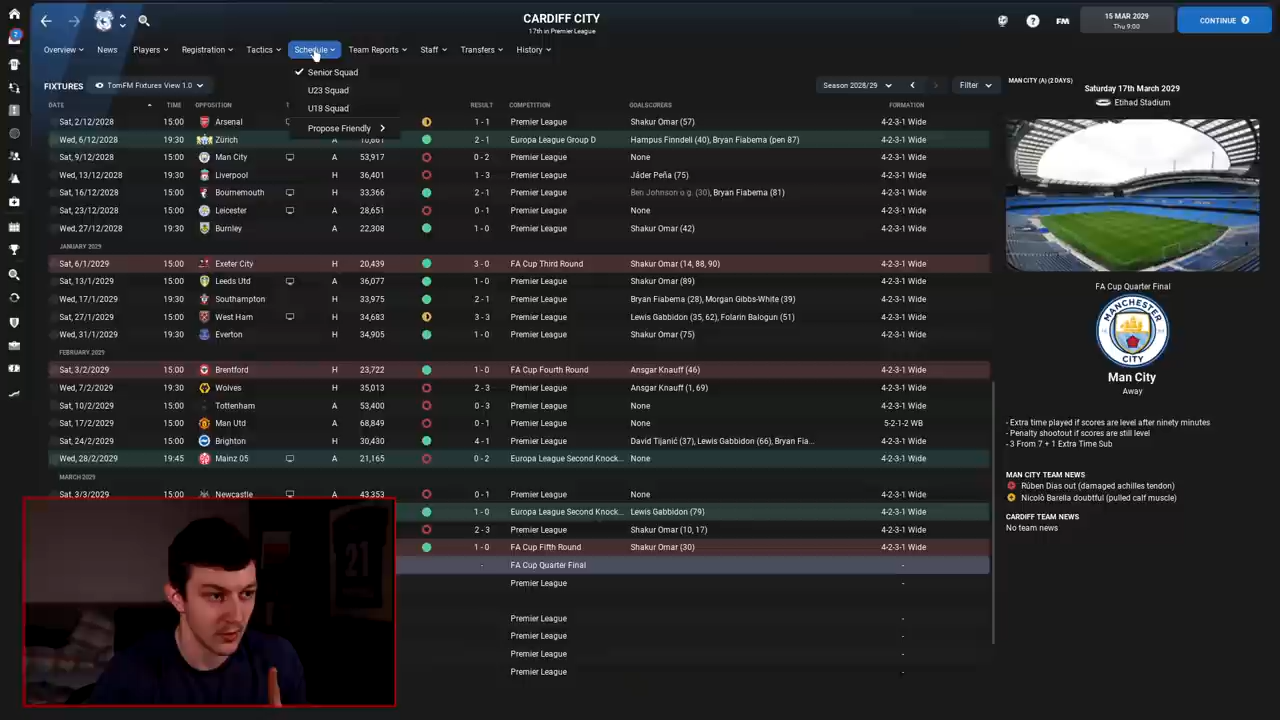 CARDIFF CITY
17th in Premier League
15 MAR 2029
Thu 9:00
CONTINUE
FM
Overview News Players Registration Tactics Schedule Team Reports Staff Transfers History
Senior Squad
U23 Squad
U18 Squad
Propose Friendly
FIXTURES TomFM Fixtures View 1.0 Season 2028/29 Filter
DATE TIME OPPOSITION RESULT COMPETITION GOALSCORERS FORMATION
Sat, 2/12/2028 15:00 Arsenal 1 - 1 Premier League Shakur Omar (57) 4-2-3-1 Wide
Wed, 6/12/2028 19:30 Zürich A 2 - 1 Europa League Group D Hampus Finndell (40), Bryan Fiabema (pen 87) 4-2-3-1 Wide
Sat, 9/12/2028 15:00 Man City A 53,917 0 - 2 Premier League None 4-2-3-1 Wide
Wed, 13/12/2028 19:30 Liverpool H 36,401 1 - 3 Premier League Jáder Peña (75) 4-2-3-1 Wide
Sat, 16/12/2028 15:00 Bournemouth H 33,366 2 - 1 Premier League Ben Johnson o.g. (30), Bryan Fiabema (81) 4-2-3-1 Wide
Sat, 23/12/2028 15:00 Leicester A 28,651 0 - 1 Premier League None 4-2-3-1 Wide
Wed, 27/12/2028 19:30 Burnley A 22,308 1 - 0 Premier League Shakur Omar (42) 4-2-3-1 Wide
JANUARY 2029
Sat, 6/1/2029 15:00 Exeter City H 20,439 3 - 0 FA Cup Third Round Shakur Omar (14, 88, 90) 4-2-3-1 Wide
Sat, 13/1/2029 15:00 Leeds Utd A 36,077 1 - 0 Premier League Shakur Omar (89) 4-2-3-1 Wide
Wed, 17/1/2029 19:30 Southampton H 33,975 2 - 1 Premier League Bryan Fiabema (28), Morgan Gibbs-White (39) 4-2-3-1 Wide
Sat, 27/1/2029 15:00 West Ham H 34,683 3 - 3 Premier League Lewis Gabbidon (35, 62), Folarin Balogun (51) 4-2-3-1 Wide
Wed, 31/1/2029 19:30 Everton H 34,905 1 - 0 Premier League Shakur Omar (75) 4-2-3-1 Wide
FEBRUARY 2029
Sat, 3/2/2029 15:00 Brentford H 23,722 1 - 0 FA Cup Fourth Round Ansgar Knauff (46) 4-2-3-1 Wide
Wed, 7/2/2029 19:30 Wolves H 35,013 2 - 3 Premier League Ansgar Knauff (1, 69) 4-2-3-1 Wide
Sat, 10/2/2029 15:00 Tottenham A 53,400 0 - 3 Premier League None 4-2-3-1 Wide
Sat, 17/2/2029 15:00 Man Utd A 68,849 0 - 1 Premier League None 5-2-1-2 WB
Sat, 24/2/2029 15:00 Brighton H 30,430 4 - 1 Premier League David Tijanić (37), Lewis Gabbidon (66), Bryan Fia... 4-2-3-1 Wide
Wed, 28/2/2029 19:45 Mainz 05 A 21,165 0 - 2 Europa League Second Knock... None 4-2-3-1 Wide
MARCH 2029
Sat, 3/3/2029 15:00 Newcastle A 43,353 0 - 1 Premier League None 4-2-3-1 Wide
1 - 0 Europa League Second Knock... Lewis Gabbidon (79) 4-2-3-1 Wide
2 - 3 Premier League Shakur Omar (10, 17) 4-2-3-1 Wide
1 - 0 FA Cup Fifth Round Shakur Omar (30) 4-2-3-1 Wide
- FA Cup Quarter Final -
Premier League -
Premier League -
Premier League -
Premier League -
Premier League -
21
MAN CITY (A) (2 DAYS)
Saturday 17th March 2029
Etihad Stadium
FA Cup Quarter Final
MANCHESTER
CITY
Man City
Away
- Extra time played if scores are level after ninety minutes
- Penalty shootout if scores are still level
- 3 From 7 + 1 Extra Time Sub
MAN CITY TEAM NEWS
Rúben Dias out (damaged achilles tendon)
Nicolò Barella doubtful (pulled calf muscle)
CARDIFF TEAM NEWS
No team news